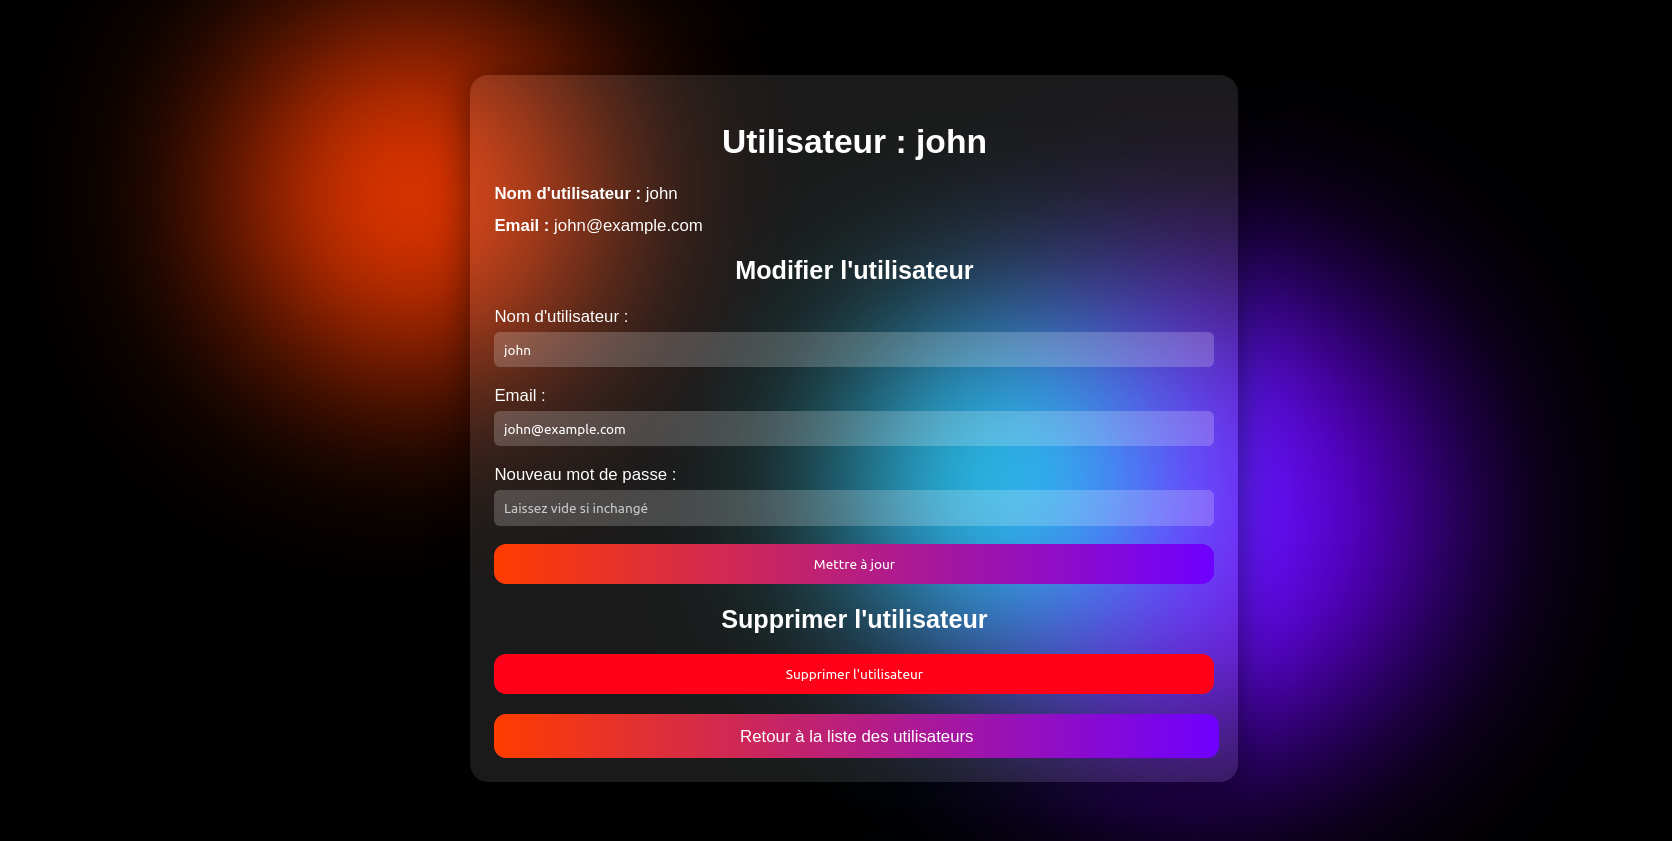 Utilisateur : john
Nom d'utilisateur : john
Email : john@example.com
Modifier l'utilisateur
Nom d'utilisateur :
john
Email :
john@example.com
Nouveau mot de passe :
Laissez vide si inchangé
Mettre à jour
Supprimer l'utilisateur
Supprimer l'utilisateur
Retour à la liste des utilisateurs